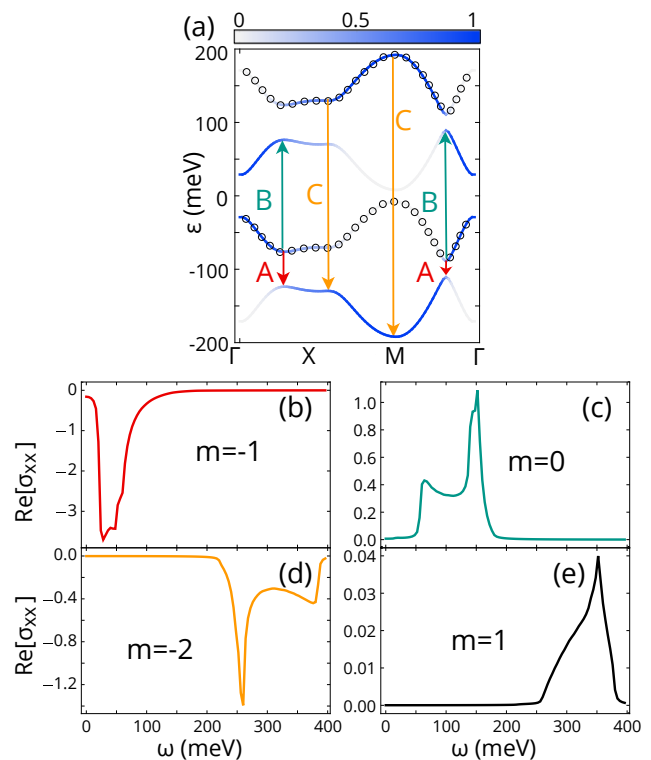 (a)
0 0.5 1
200
100
0
-100
-200
ε (meV)
A
B
C
C
B
A
Γ X M Γ
(b)
m=-1
0
−1
−2
−3
Re[σxx]
(c)
m=0
1.0
0.8
0.6
0.4
0.2
0.0
(d)
m=-2
0.0
−0.4
−0.8
−1.2
Re[σxx]
0 100 200 300 400
ω (meV)
(e)
m=1
0.04
0.03
0.02
0.01
0.00
0 100 200 300 400
ω (meV)